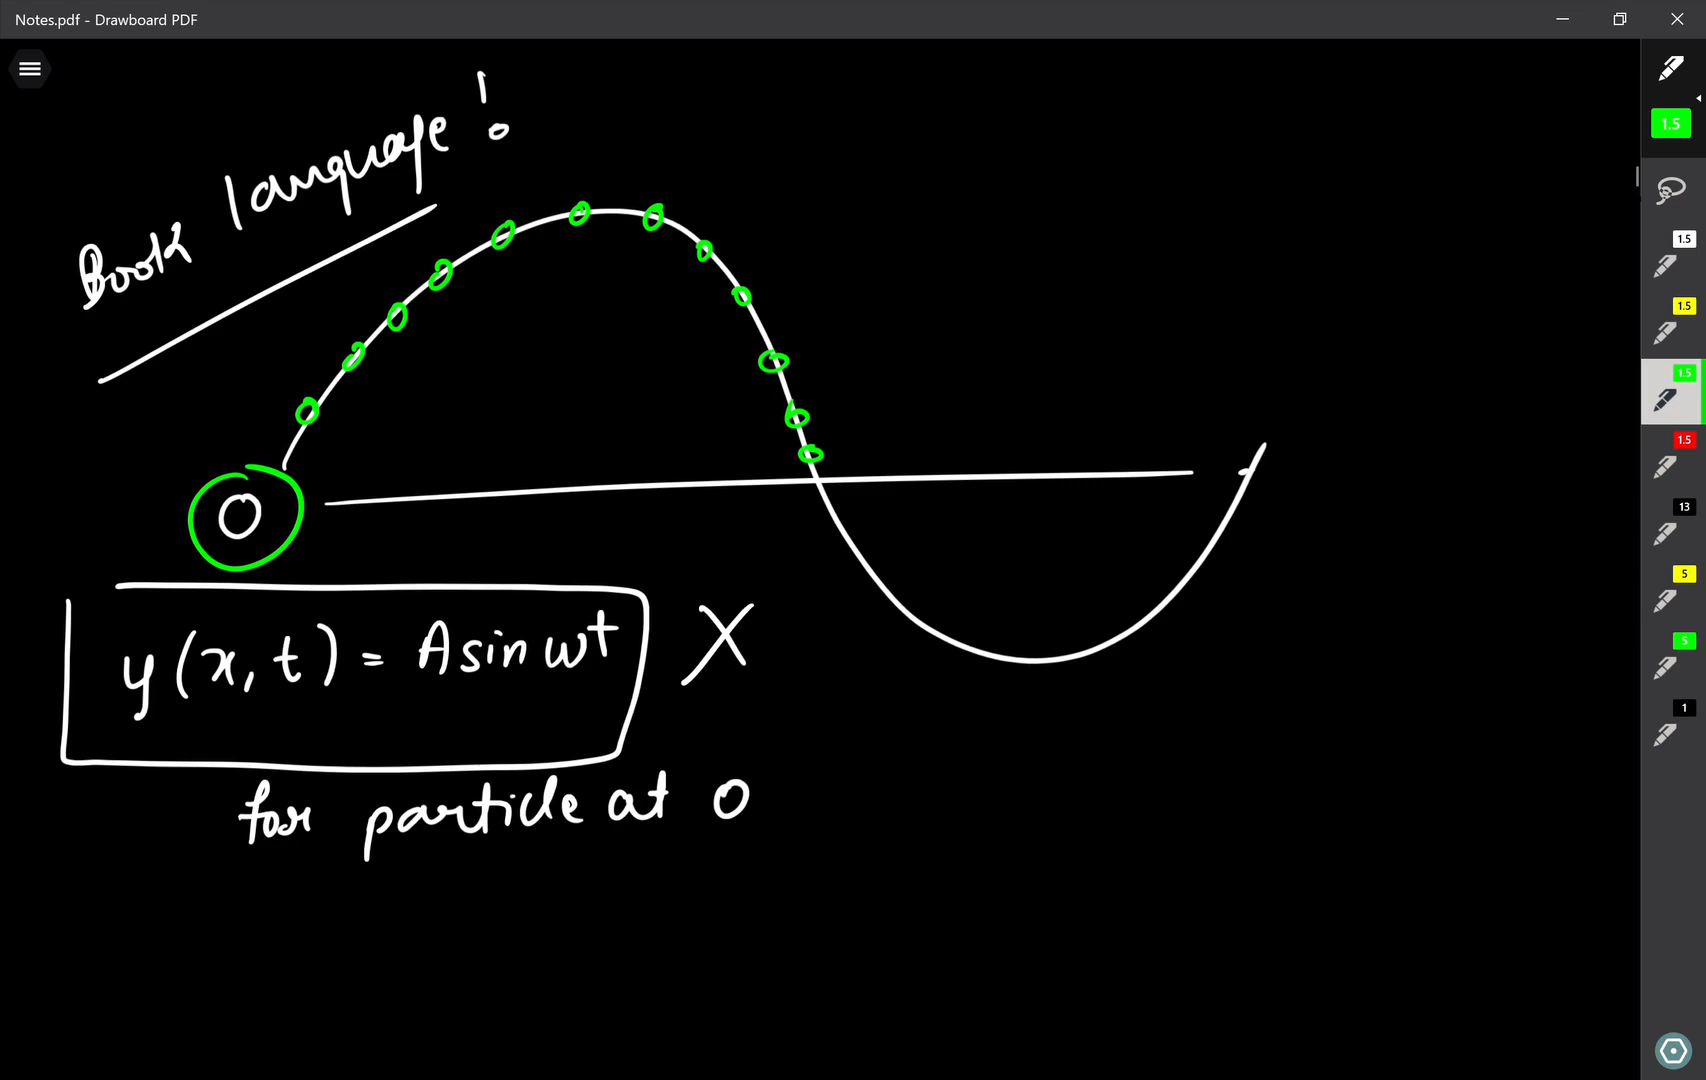 Notes.pdf - Drawboard PDF
Book language!
1.5
1.5
1.5
1.5
1.5
13
5
5
1
O
y(x,t) = A sin ωt X
for particle at O